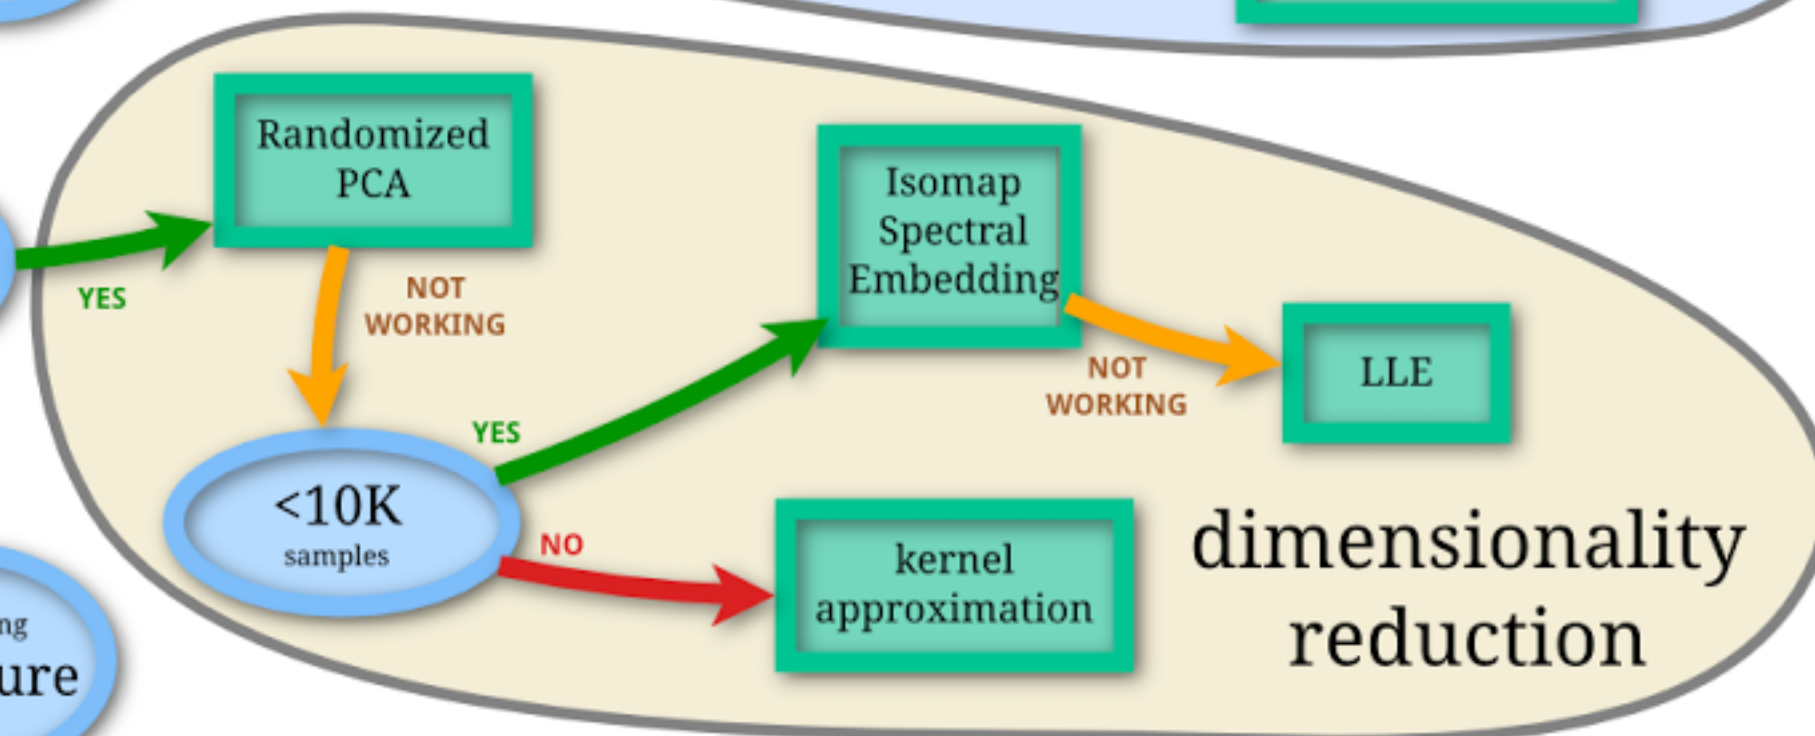 Randomized
PCA
YES
NOT
WORKING
Isomap
Spectral
Embedding
NOT
WORKING
LLE
YES
<10K
samples
NO
kernel
approximation
dimensionality
reduction
ng
ure